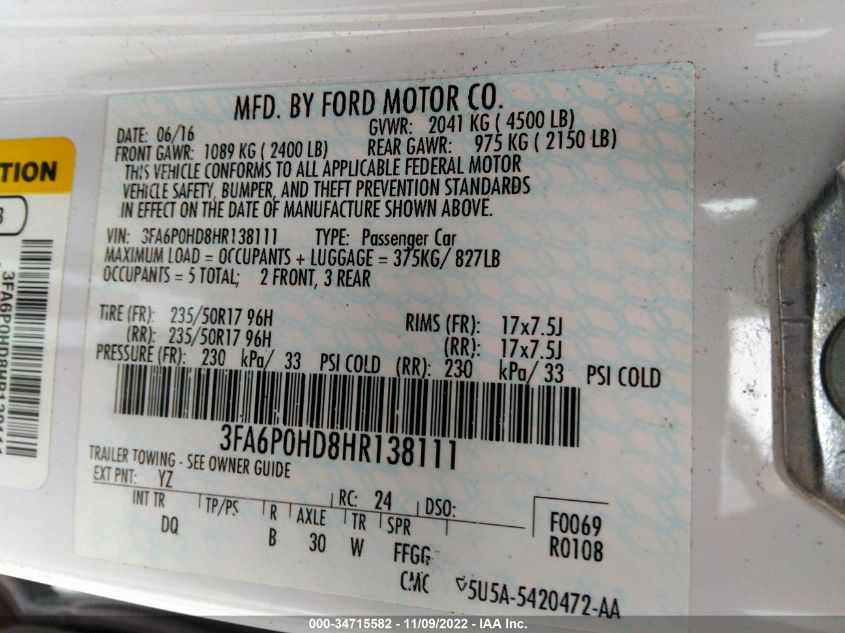 MFD. BY FORD MOTOR CO.
DATE: 06/16 GVWR: 2041 KG ( 4500 LB)
FRONT GAWR: 1089 KG ( 2400 LB) REAR GAWR: 975 KG ( 2150 LB)
THIS VEHICLE CONFORMS TO ALL APPLICABLE FEDERAL MOTOR
VEHICLE SAFETY, BUMPER, AND THEFT PREVENTION STANDARDS
IN EFFECT ON THE DATE OF MANUFACTURE SHOWN ABOVE.
VIN: 3FA6P0HD8HR138111 TYPE: Passenger Car
MAXIMUM LOAD = OCCUPANTS + LUGGAGE = 375KG/ 827LB
OCCUPANTS = 5 TOTAL; 2 FRONT, 3 REAR
TIRE (FR): 235/50R17 96H RIMS (FR): 17x7.5J
(RR): 235/50R17 96H (RR): 17x7.5J
PRESSURE (FR): 230 kPa/ 33 PSI COLD (RR): 230 kPa/ 33 PSI COLD
3FA6P0HD8HR138111
TRAILER TOWING - SEE OWNER GUIDE
EXT PNT: YZ RC: 24 DSO:
INT TR TP/PS R AXLE TR SPR F0069
DQ B 30 W FFGG R0108
CMC 5U5A-5420472-AA
TION
3FA6P0HD8HR138111
000-34715582 - 11/09/2022 - IAA Inc.